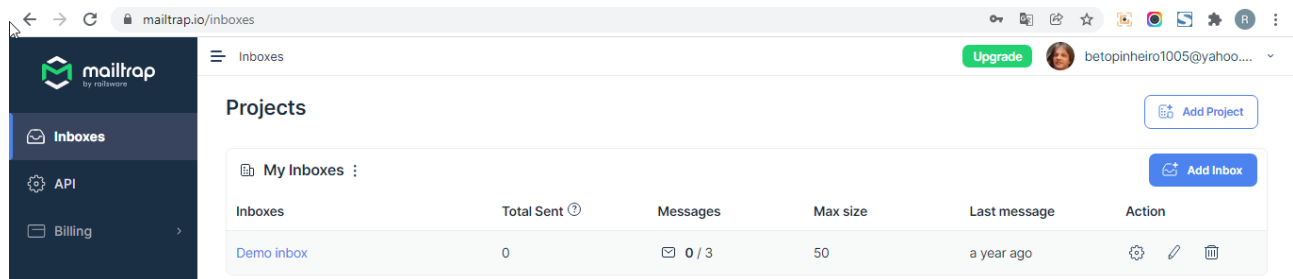 mailtrap.io/inboxes
R
mailtrap
by railsware
Inboxes
Upgrade
betopinheiro1005@yahoo....
Projects
Add Project
Inboxes
My Inboxes
Add Inbox
API
Inboxes Total Sent ? Messages Max size Last message Action
Billing
Demo inbox 0 0 / 3 50 a year ago